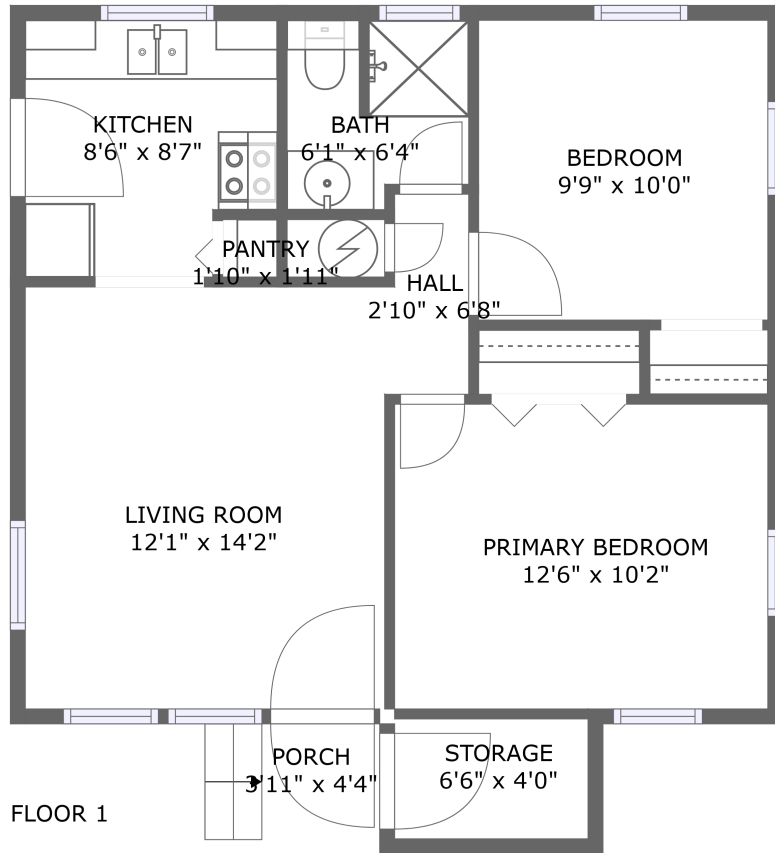 KITCHEN
8'6" x 8'7"
BATH
6'1" x 6'4"
BEDROOM
9'9" x 10'0"
PANTRY
1'10" x 1'11"
HALL
2'10" x 6'8"
LIVING ROOM
12'1" x 14'2"
PRIMARY BEDROOM
12'6" x 10'2"
PORCH
3'11" x 4'4"
STORAGE
6'6" x 4'0"
FLOOR 1